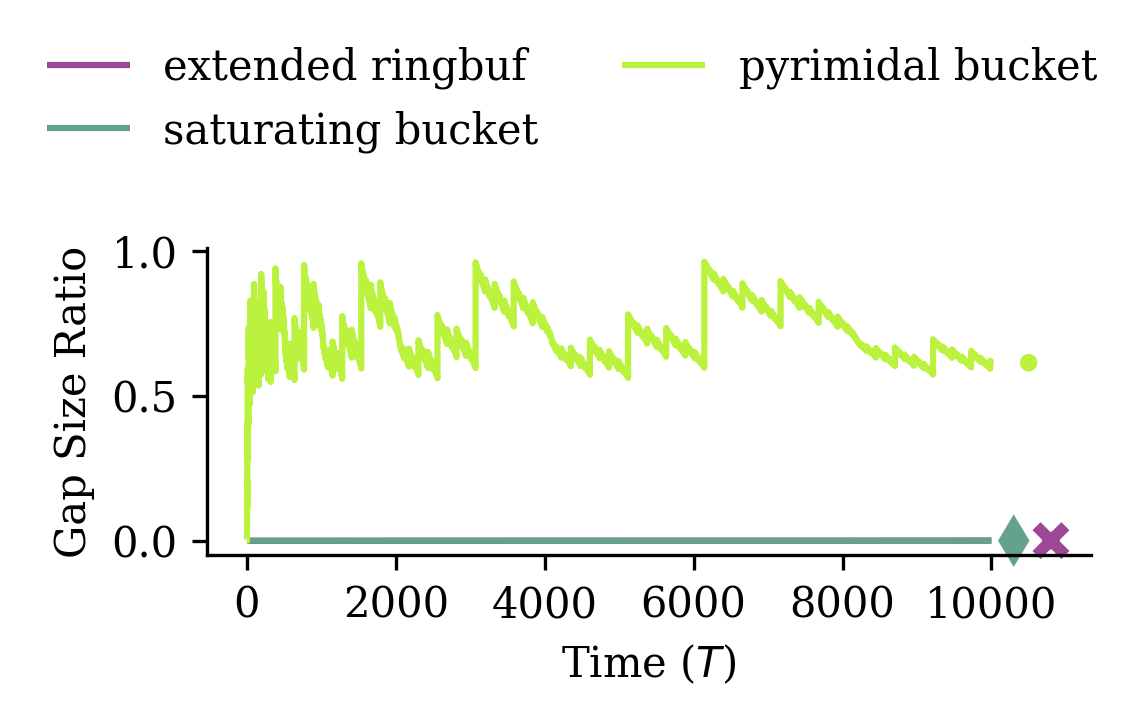 extended ringbuf
pyrimidal bucket
saturating bucket
Gap Size Ratio
1.0
0.5
0.0
0 2000 4000 6000 8000 10000
Time (T)